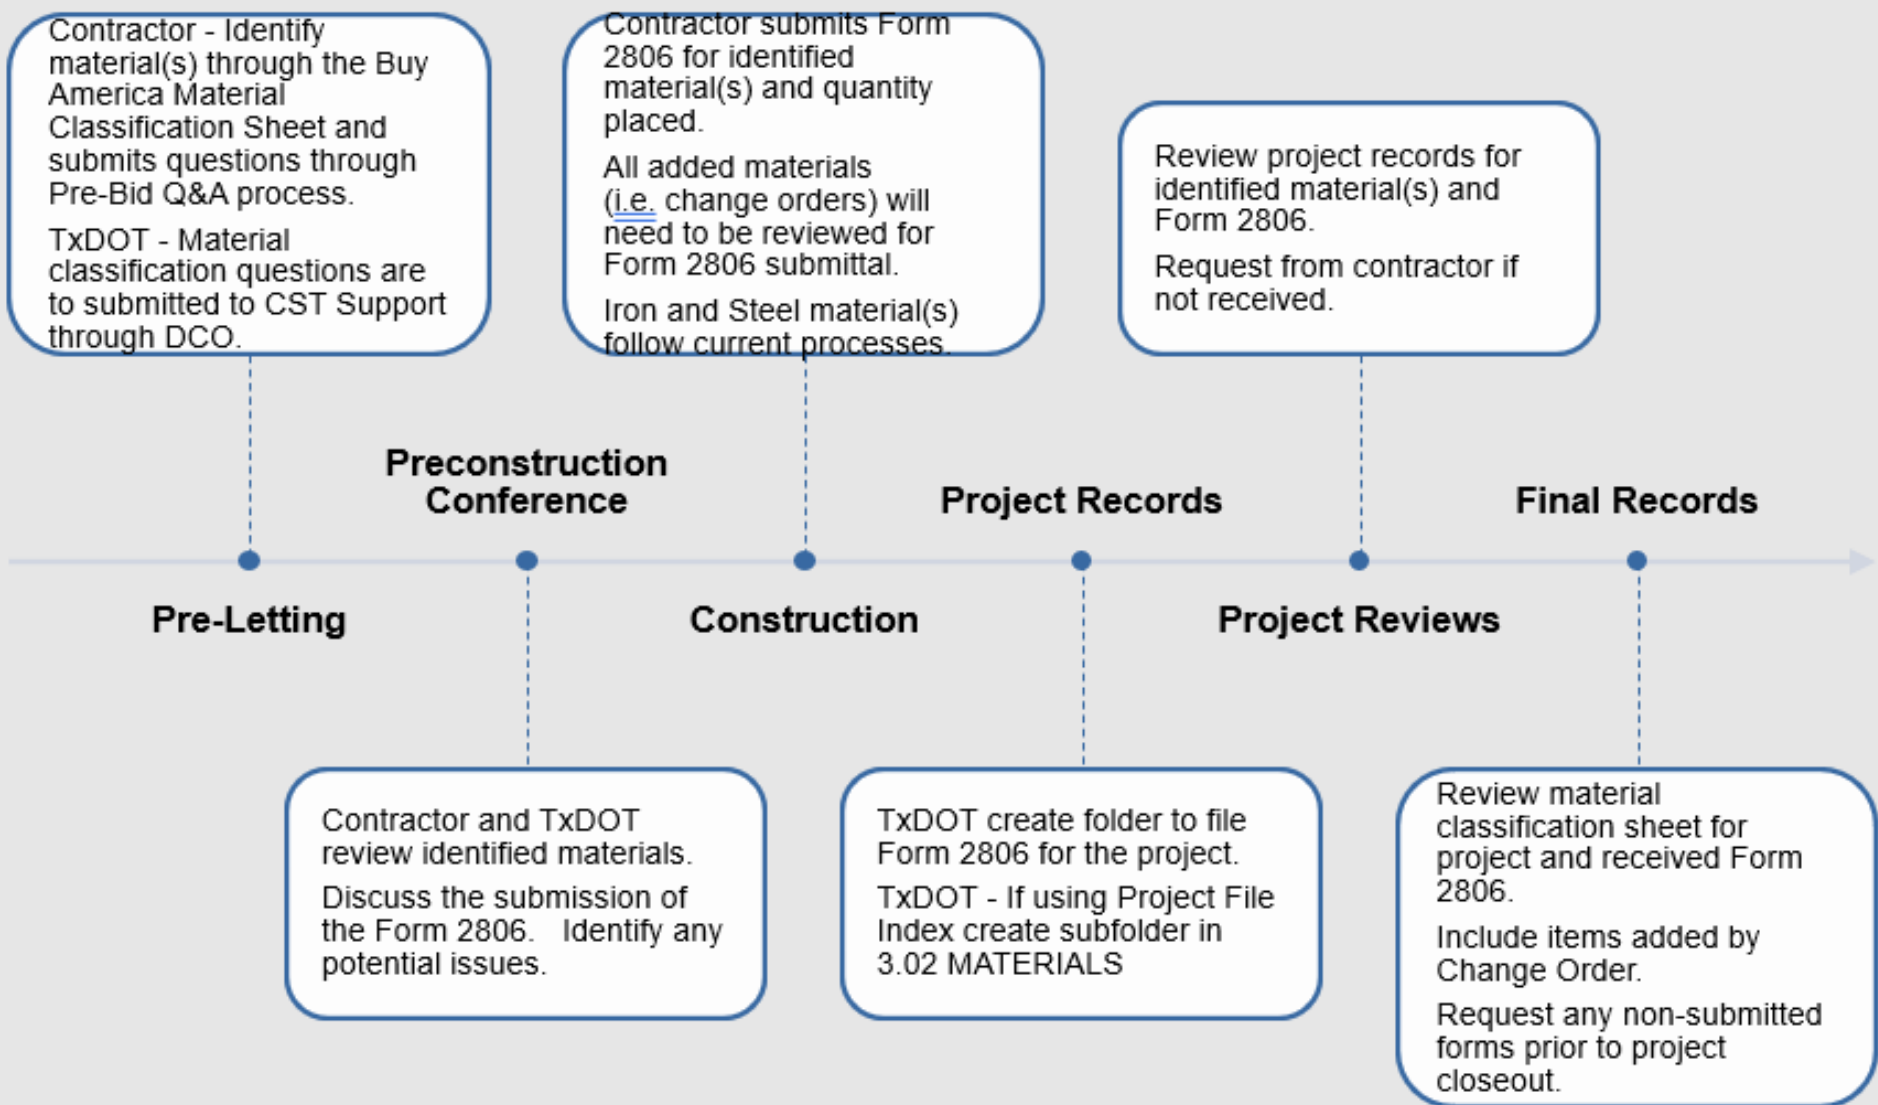 Contractor - Identify
material(s) through the Buy
America Material
Classification Sheet and
submits questions through
Pre-Bid Q&A process.
TxDOT - Material
classification questions are
to submitted to CST Support
through DCO.
Contractor submits Form
2806 for identified
material(s) and quantity
placed.
All added materials
(i.e. change orders) will
need to be reviewed for
Form 2806 submittal.
Iron and Steel material(s)
follow current processes.
Review project records for
identified material(s) and
Form 2806.
Request from contractor if
not received.
Preconstruction
Conference
Project Records
Final Records
Pre-Letting
Construction
Project Reviews
Contractor and TxDOT
review identified materials.
Discuss the submission of
the Form 2806.   Identify any
potential issues.
TxDOT create folder to file
Form 2806 for the project.
TxDOT - If using Project File
Index create subfolder in
3.02 MATERIALS
Review material
classification sheet for
project and received Form
2806.
Include items added by
Change Order.
Request any non-submitted
forms prior to project
closeout.